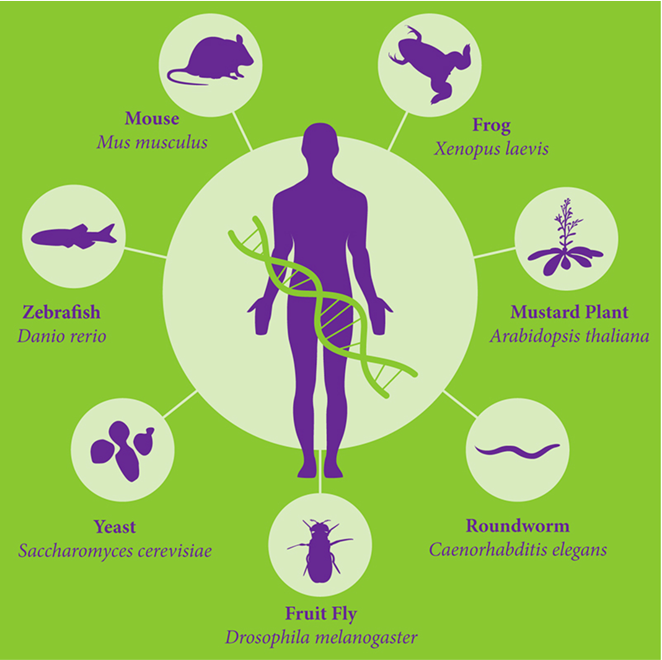 Mouse
Mus musculus
Frog
Xenopus laevis
Zebrafish
Danio rerio
Mustard Plant
Arabidopsis thaliana
Yeast
Saccharomyces cerevisiae
Roundworm
Caenorhabditis elegans
Fruit Fly
Drosophila melanogaster